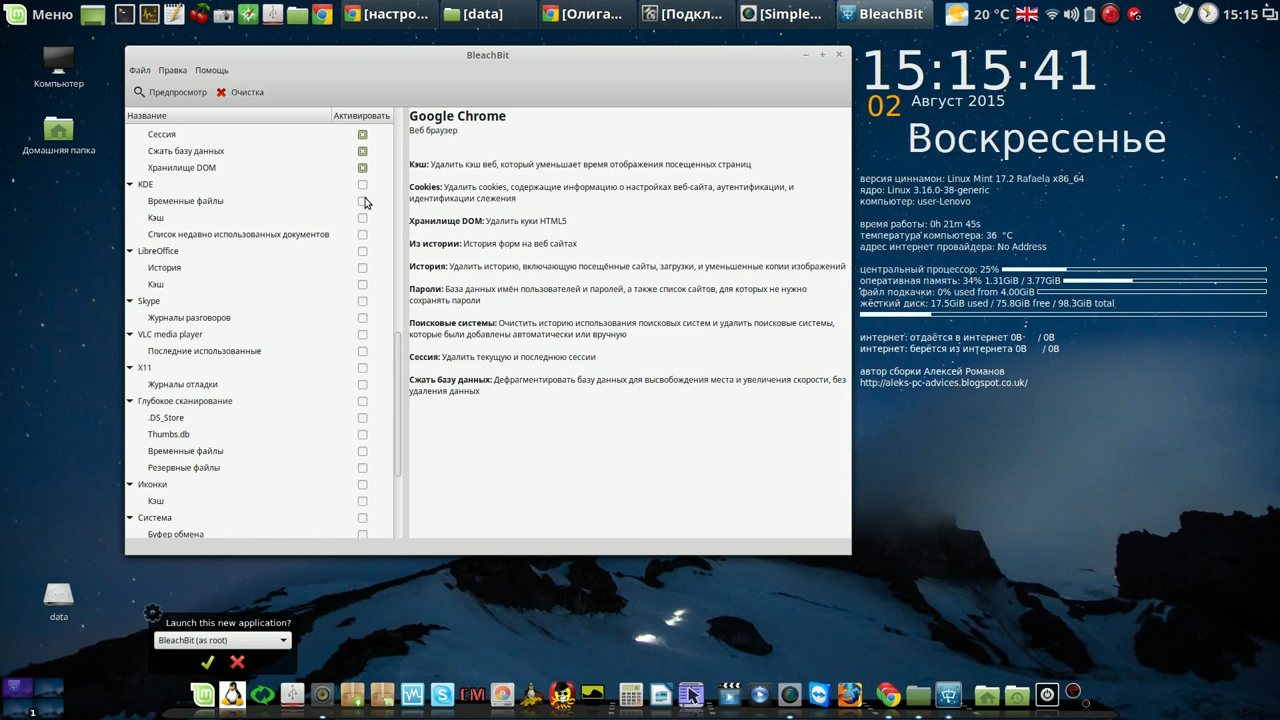 Меню
[настро...
[data]
[Олига...
[Подкл...
[Simple...
BleachBit
20 °C
15:15
Компьютер
Домашняя папка
data
BleachBit
Файл Правка Помощь
Предпросмотр Очистка
Название Активировать
Сессия
Сжать базу данных
Хранилище DOM
KDE
Временные файлы
Кэш
Список недавно использованных документов
LibreOffice
История
Кэш
Skype
Журналы разговоров
VLC media player
Последние использованные
X11
Журналы отладки
Глубокое сканирование
.DS_Store
Thumbs.db
Временные файлы
Резервные файлы
Иконки
Кэш
Система
Буфер обмена
Google Chrome
Веб браузер
Кэш: Удалить кэш веб, который уменьшает время отображения посещённых страниц
Cookies: Удалить cookies, содержащие информацию о настройках веб-сайта, аутентификации, и
идентификации слежения
Хранилище DOM: Удалить куки HTML5
Из истории: История форм на веб сайтах
История: Удалить историю, включающую посещённые сайты, загрузки, и уменьшенные копии изображений
Пароли: База данных имён пользователей и паролей, а также список сайтов, для которых не нужно
сохранять пароли
Поисковые системы: Очистить историю использования поисковых систем и удалить поисковые системы,
которые были добавлены автоматически или вручную
Сессия: Удалить текущую и последнюю сессии
Сжать базу данных: Дефрагментировать базу данных для высвобождения места и увеличения скорости, без
удаления данных
15:15:41
02 Август 2015
Воскресенье
версия циннамон: Linux Mint 17.2 Rafaela x86_64
ядро: Linux 3.16.0-38-generic
компьютер: user-Lenovo
время работы: 0h 21m 45s
температура компьютера: 36 °C
адрес интернет провайдера: No Address
центральный процессор: 25%
оперативная память: 34% 1.31GiB / 3.77GiB
файл подкачки: 0% used from 4.00GiB
жёсткий диск: 17.5GiB used / 75.8GiB free / 98.3GiB total
интернет: отдаётся в интернет 0B / 0B
интернет: берётся из интернета 0B / 0B
автор сборки Алексей Романов
http://aleks-pc-advices.blogspot.co.uk/
Launch this new application?
BleachBit (as root)
1